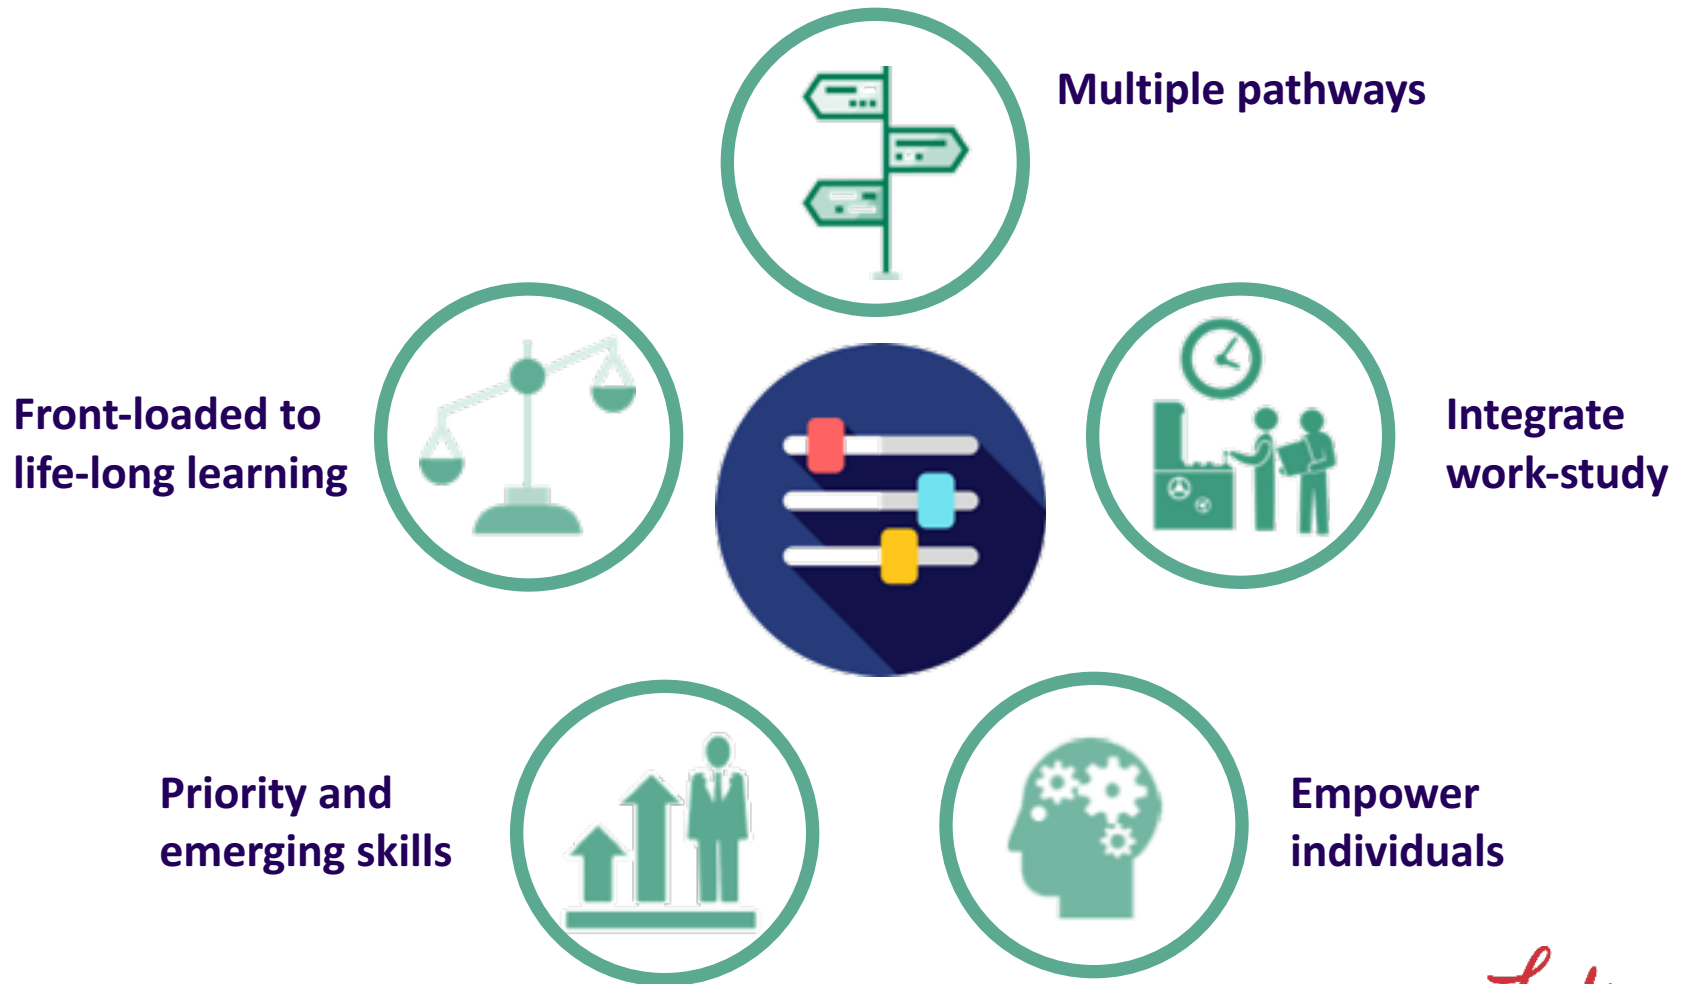 Multiple pathways
Front-loaded to
life-long learning
Integrate
work-study
Priority and
emerging skills
Empower
individuals